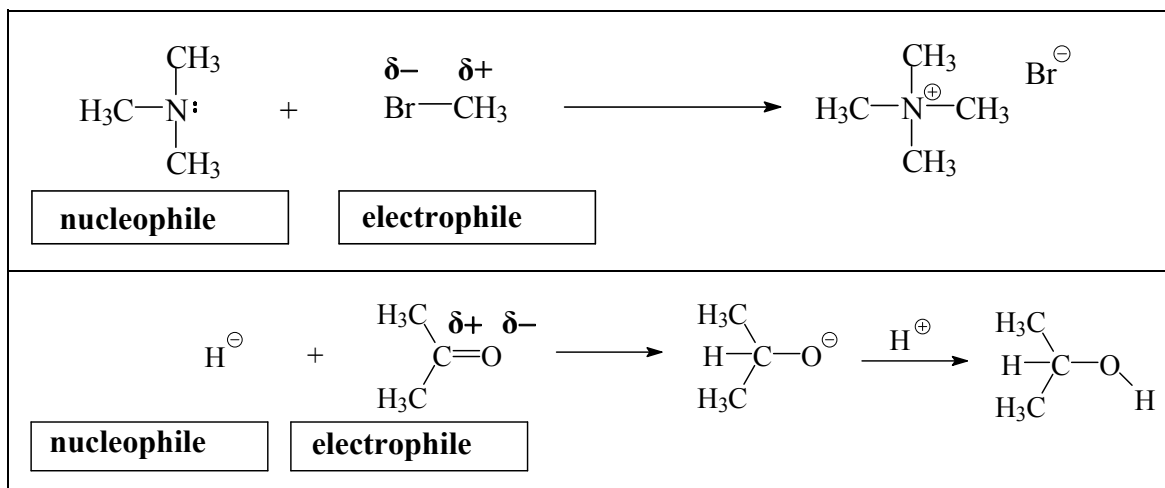 CH3 δ− δ+ CH3 Br⊖
H3C—N: + Br—CH3 H3C—N⊕—CH3
CH3 CH3
nucleophile electrophile
H3C δ+ δ− H3C H⊕ H3C
H⊖ + C=O H—C—O⊖ H—C—O
H3C H3C H3C H
nucleophile electrophile